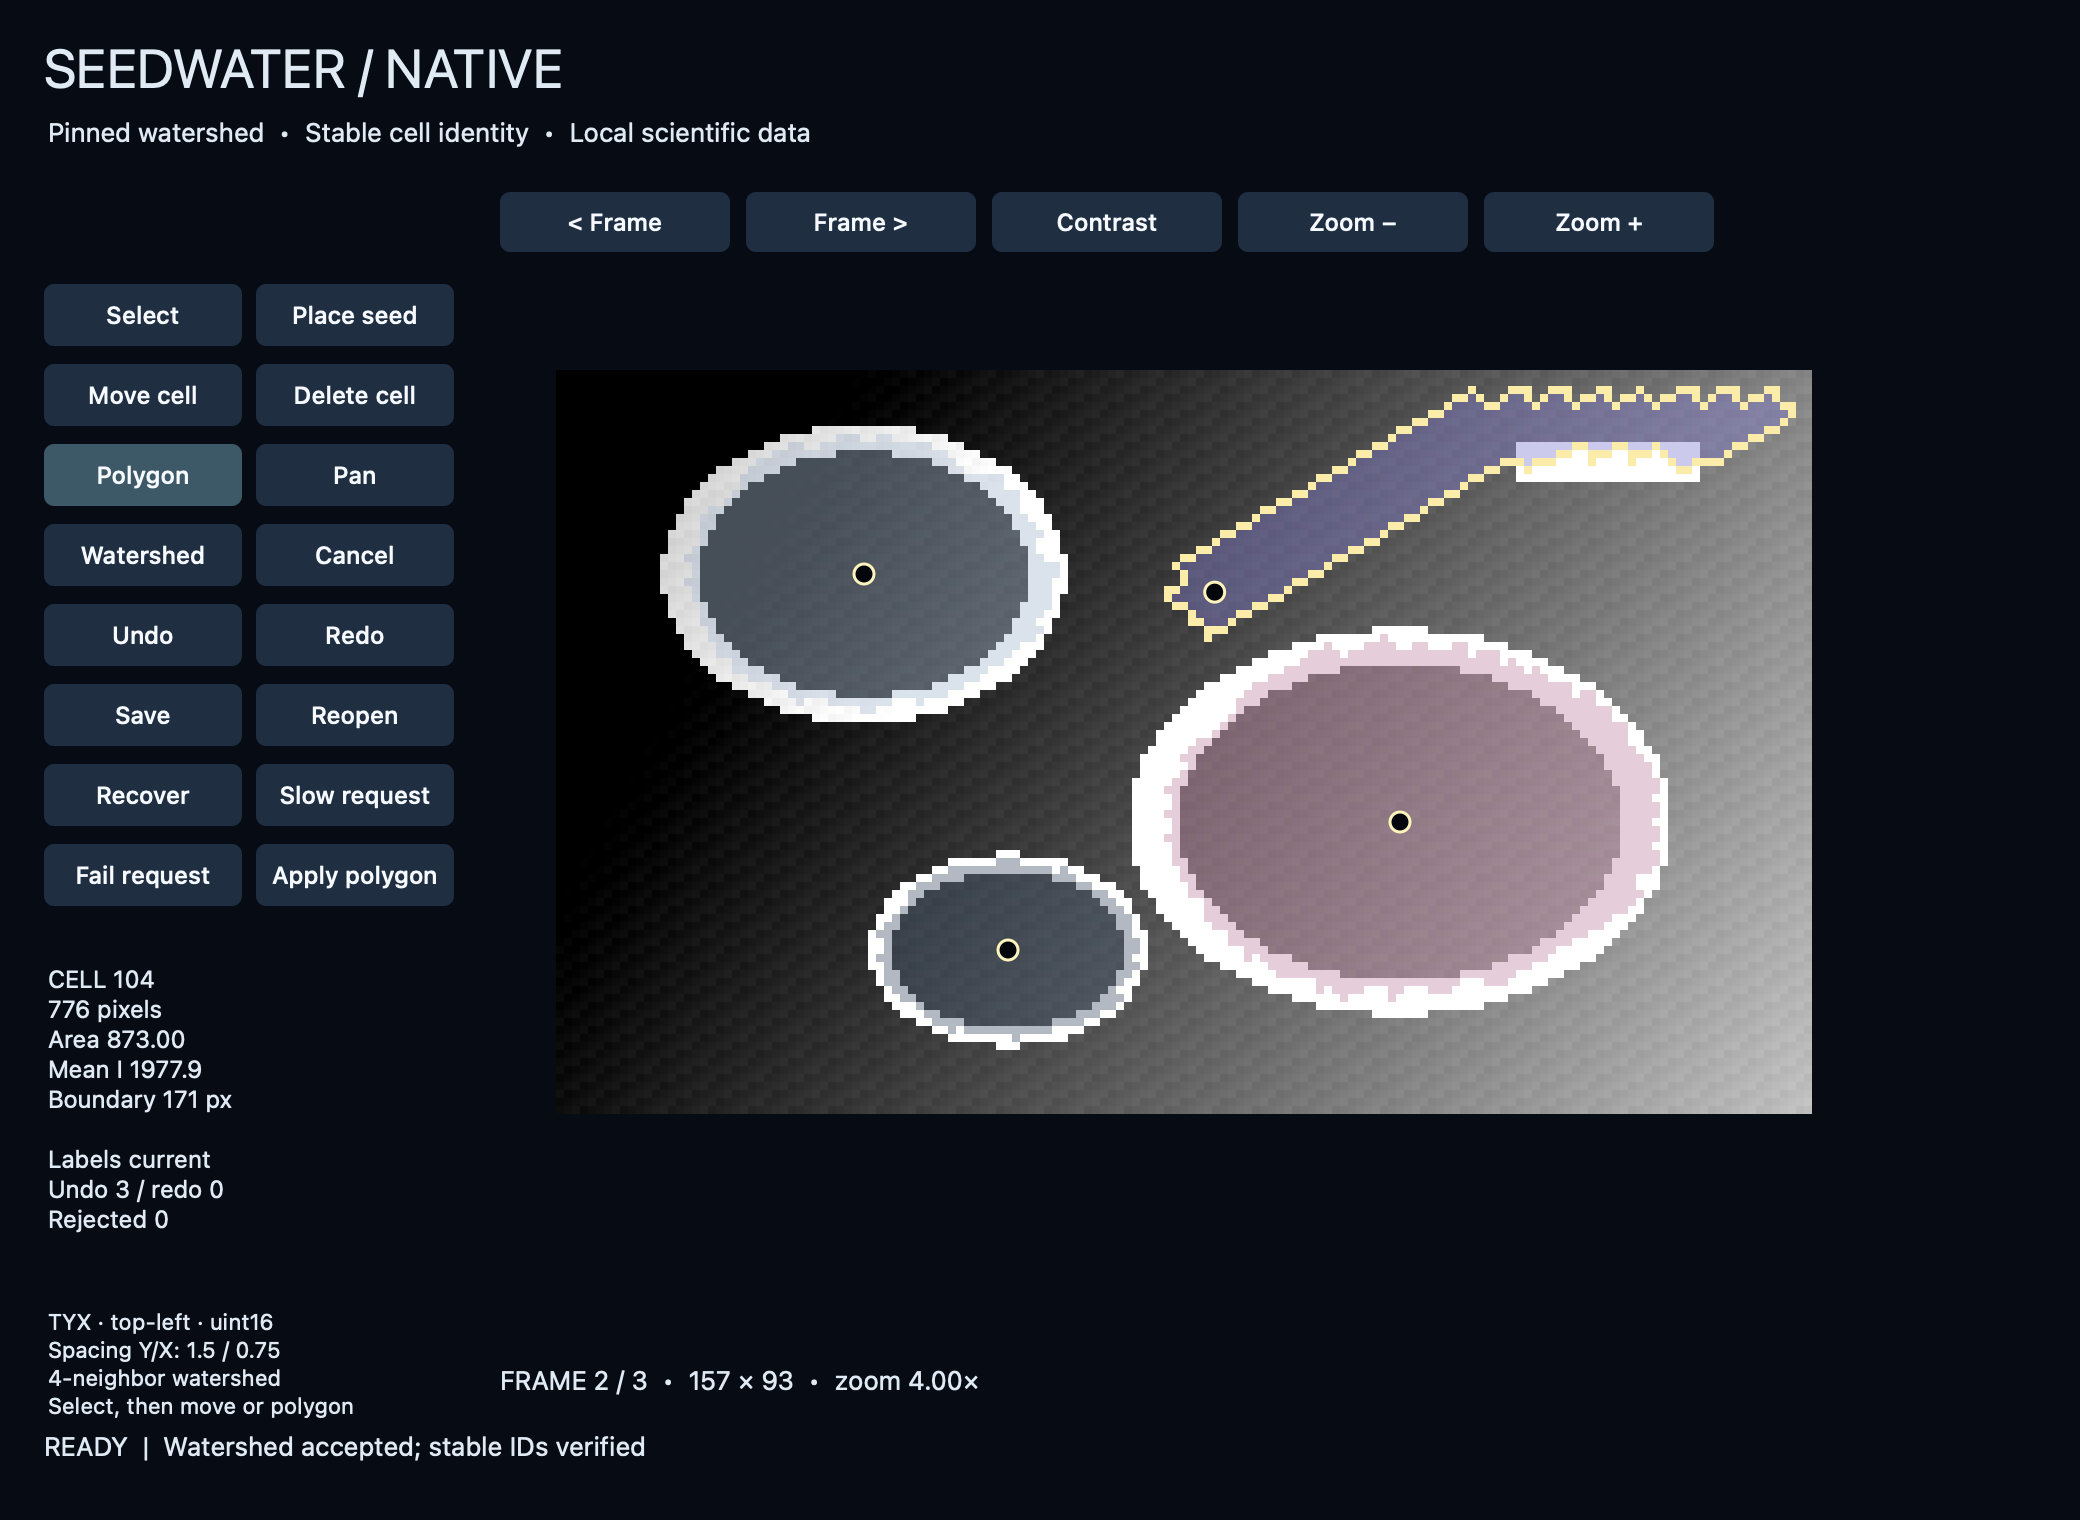 SEEDWATER / NATIVE
Pinned watershed • Stable cell identity • Local scientific data
< Frame
Frame >
Contrast
Zoom –
Zoom +
Select
Place seed
Move cell
Delete cell
Polygon
Pan
Watershed
Cancel
Undo
Redo
Save
Reopen
Recover
Slow request
Fail request
Apply polygon
CELL 104
776 pixels
Area 873.00
Mean I 1977.9
Boundary 171 px
Labels current
Undo 3 / redo 0
Rejected 0
TYX · top-left · uint16
Spacing Y/X: 1.5 / 0.75
4-neighbor watershed
Select, then move or polygon
FRAME 2 / 3 • 157 × 93 • zoom 4.00×
READY | Watershed accepted; stable IDs verified